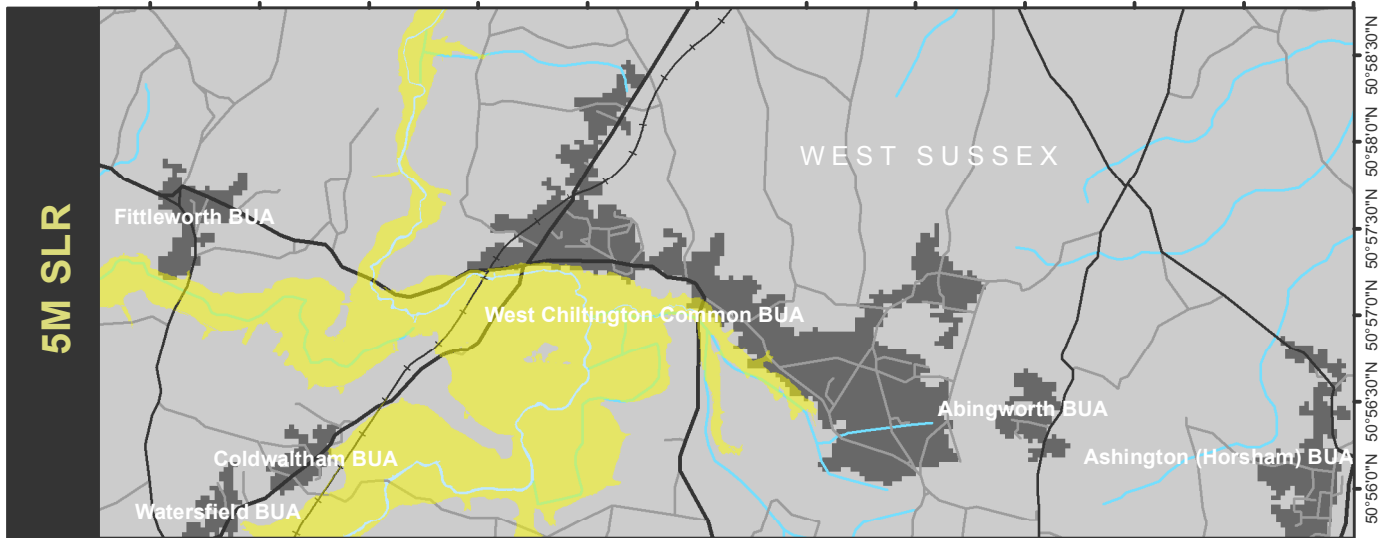 5M SLR
WEST SUSSEX
Fittleworth BUA
West Chiltington Common BUA
Abingworth BUA
Coldwaltham BUA
Ashington (Horsham) BUA
Watersfield BUA
50°58'30"N
50°58'0"N
50°57'30"N
50°57'0"N
50°56'30"N
50°56'0"N